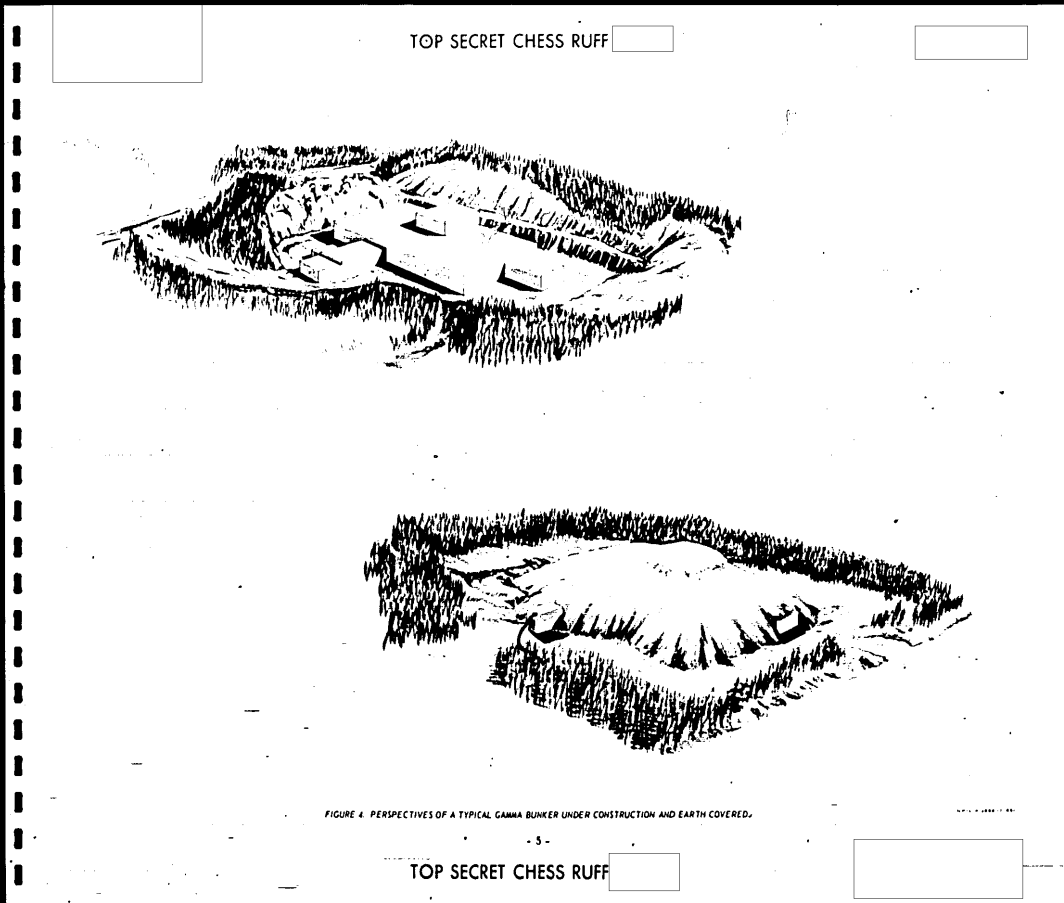 TOP SECRET CHESS RUFF
FIGURE 4. PERSPECTIVES OF A TYPICAL GAMMA BUNKER UNDER CONSTRUCTION AND EARTH COVERED.
- 5 -
TOP SECRET CHESS RUFF